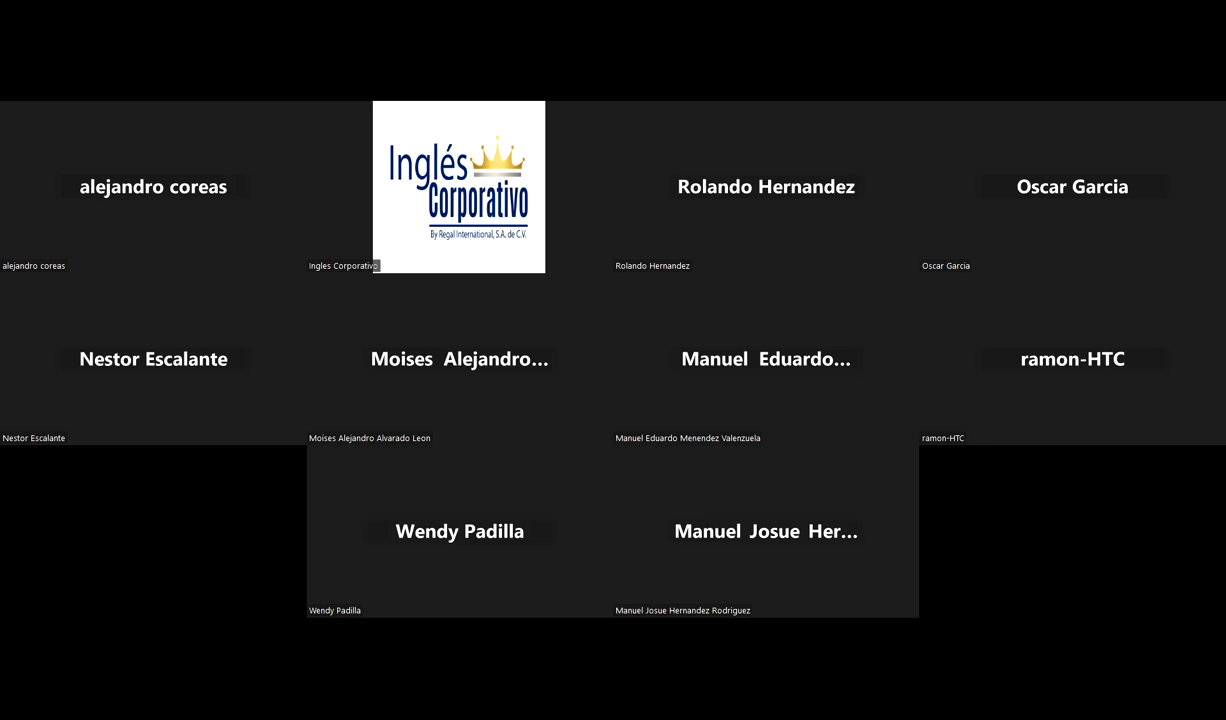 alejandro coreas
Inglés
Corporativo
By Regal International, S.A. de C.V.
Rolando Hernandez
Oscar Garcia
alejandro coreas
Ingles Corporativo
Rolando Hernandez
Oscar Garcia
Nestor Escalante
Moises Alejandro...
Manuel Eduardo...
ramon-HTC
Nestor Escalante
Moises Alejandro Alvarado Leon
Manuel Eduardo Menendez Valenzuela
ramon-HTC
Wendy Padilla
Manuel Josue Her...
Wendy Padilla
Manuel Josue Hernandez Rodriguez